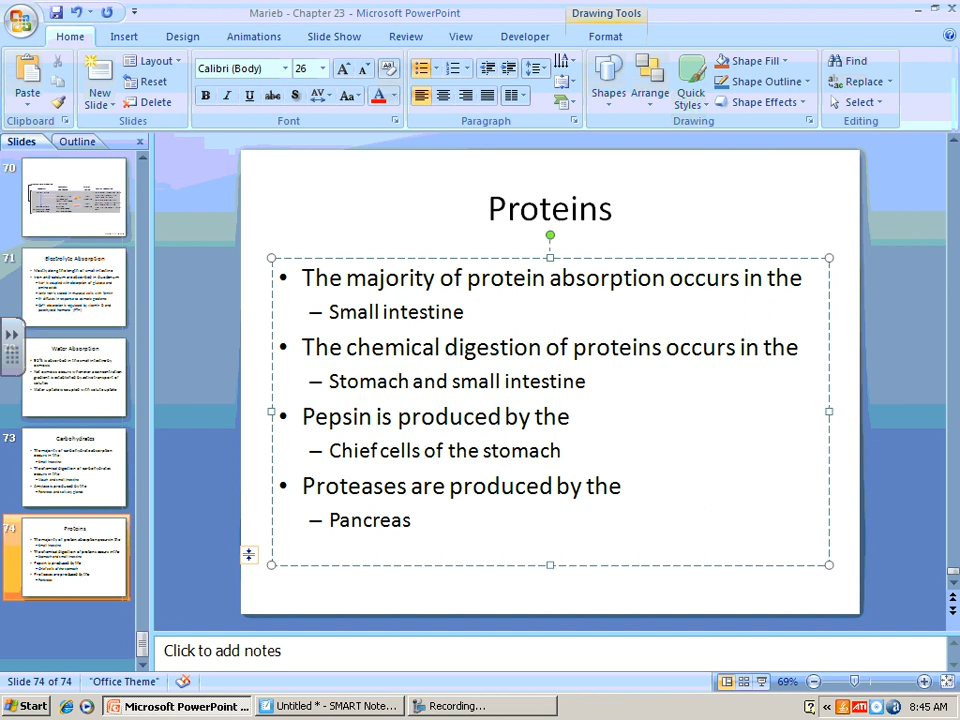 Marieb - Chapter 23 - Microsoft PowerPoint
Drawing Tools
Home
Insert
Design
Animations
Slide Show
Review
View
Developer
Format
Paste
Clipboard
New
Slide
Layout
Reset
Delete
Slides
Calibri (Body)
26
B I U abc S AV Aa A
Font
Paragraph
Shapes
Arrange
Quick
Styles
Shape Fill
Shape Outline
Shape Effects
Drawing
Find
Replace
Select
Editing
Slides
Outline
70
71
Electrolyte Absorption
Water Absorption
73
Carbohydrates
74
Proteins
Proteins
• The majority of protein absorption occurs in the
– Small intestine
• The chemical digestion of proteins occurs in the
– Stomach and small intestine
• Pepsin is produced by the
– Chief cells of the stomach
• Proteases are produced by the
– Pancreas
Click to add notes
Slide 74 of 74
"Office Theme"
69%
Start
Microsoft PowerPoint ...
Untitled * - SMART Note...
Recording...
ATI
8:45 AM